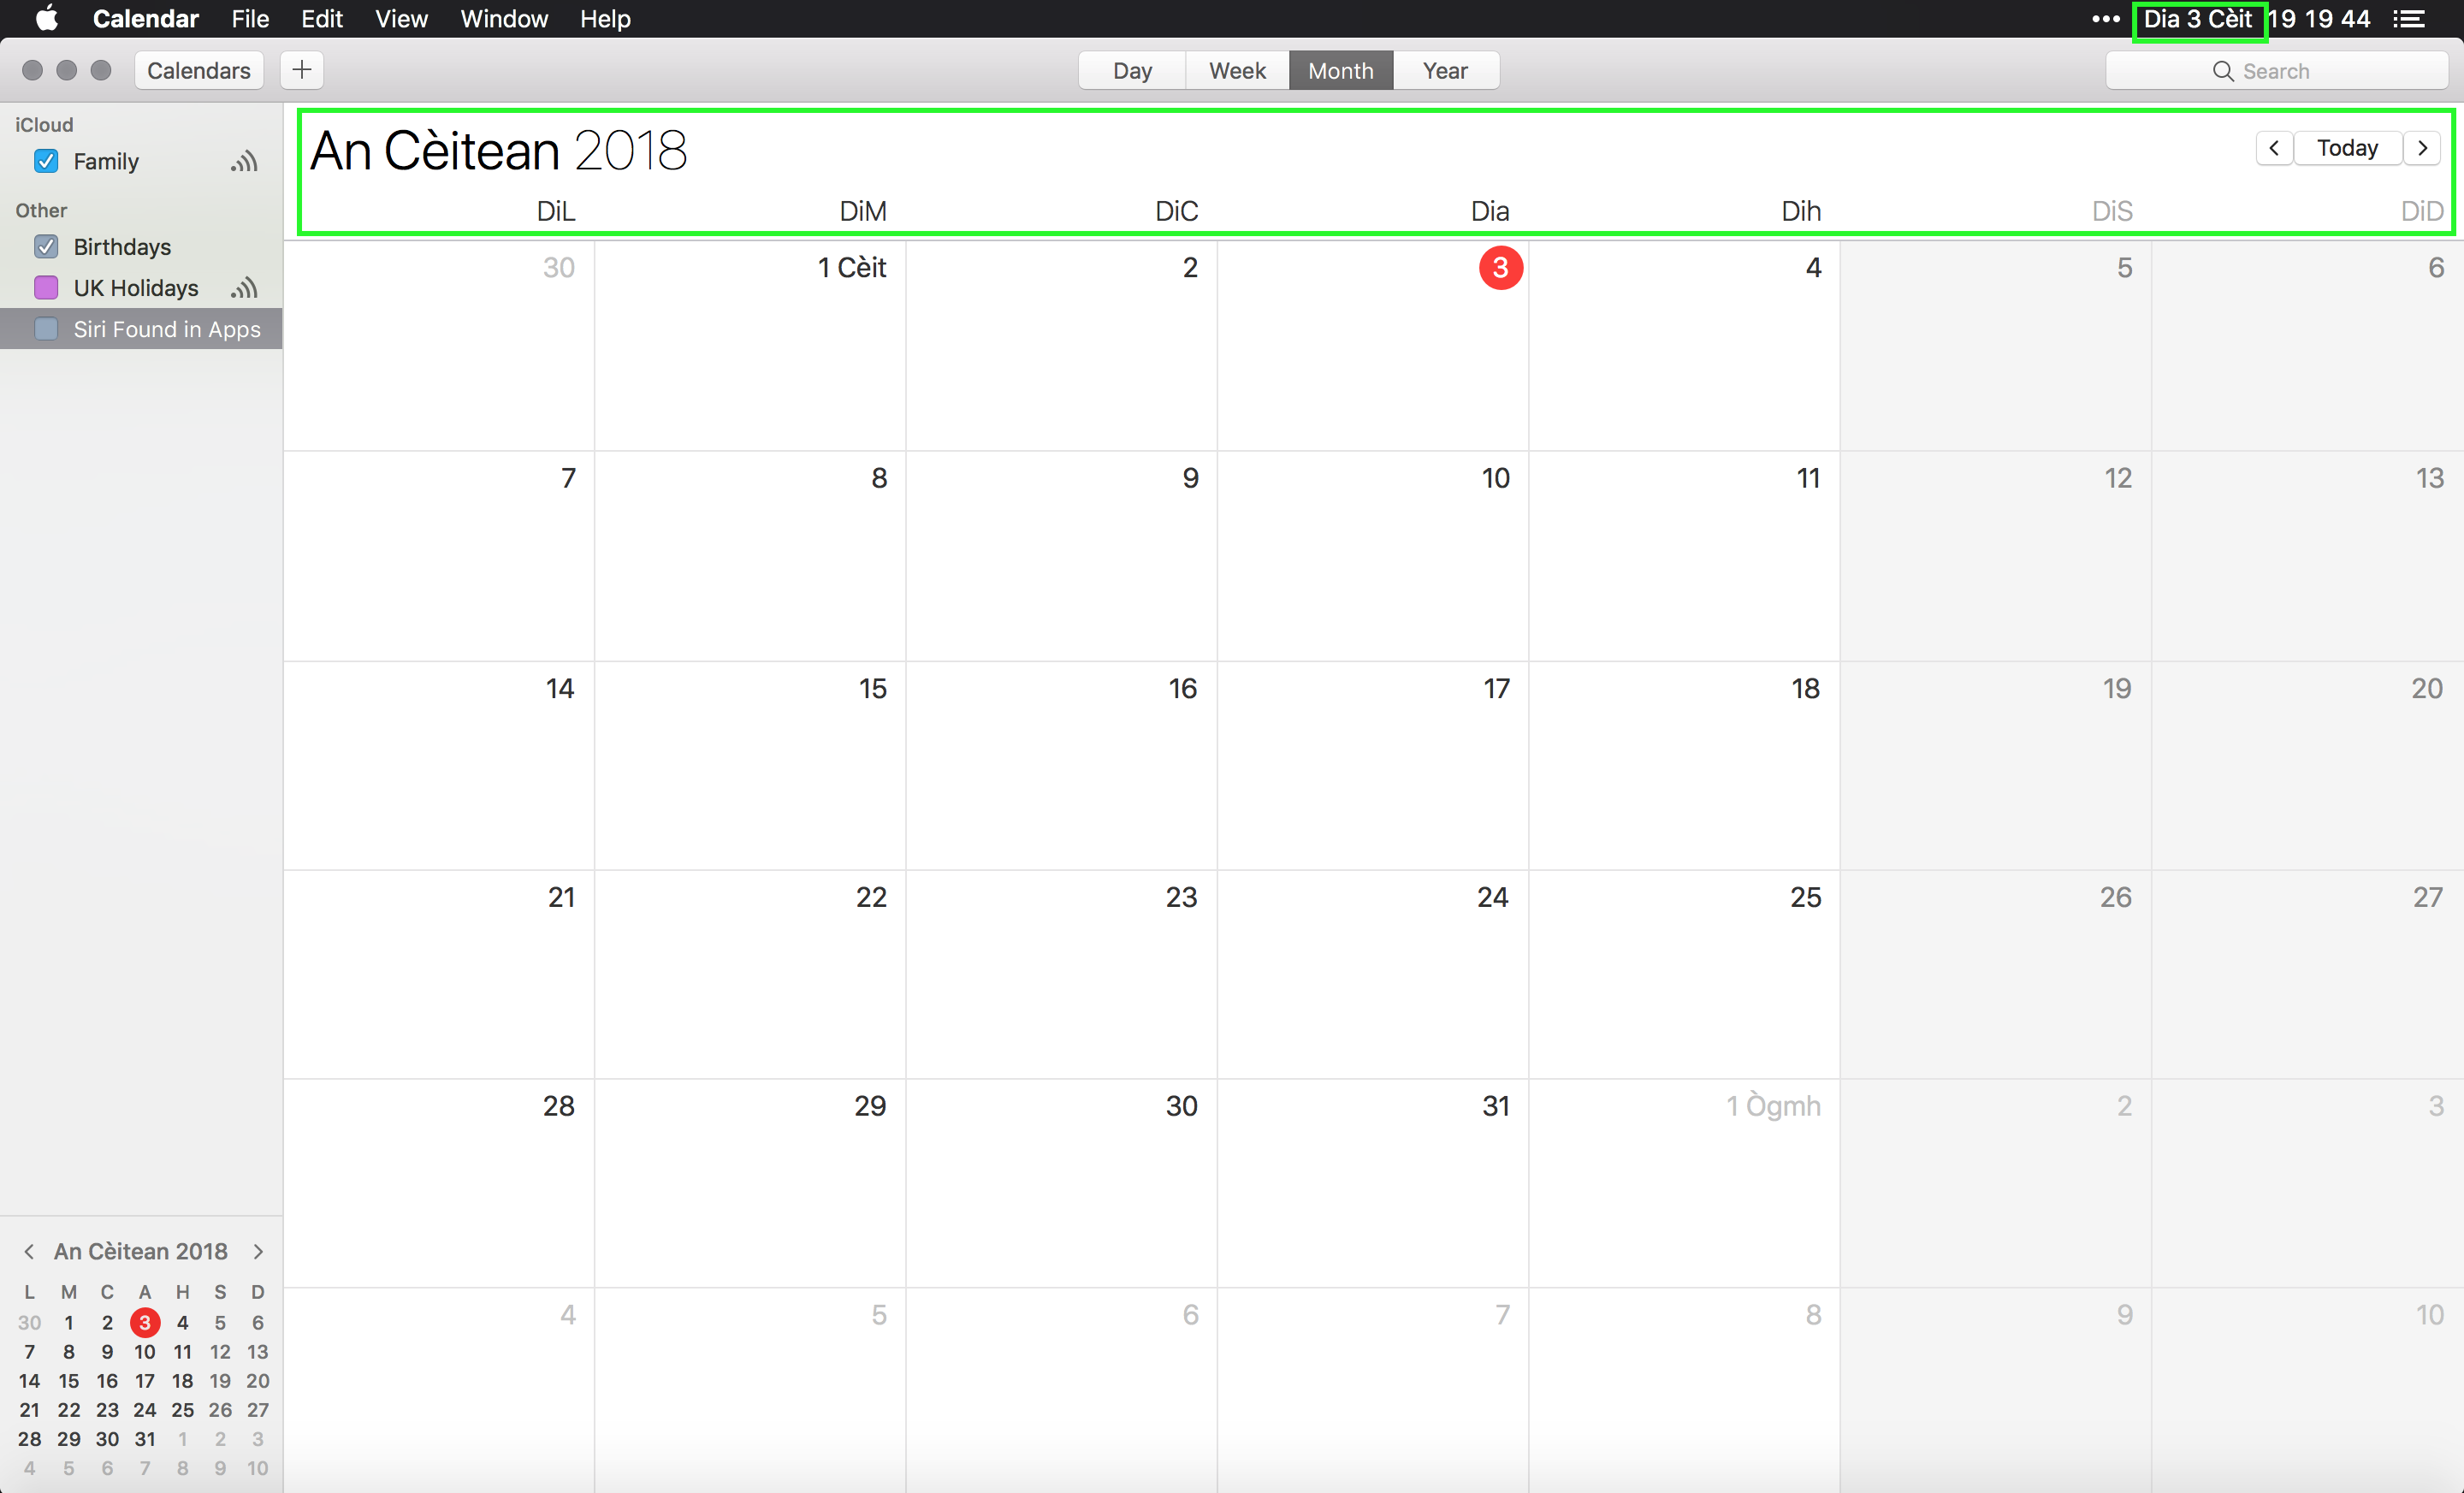 Calendar File Edit View Window Help ••• Dia 3 Cèit 19 19 44
Calendars + Day Week Month Year Search
iCloud
Family
Other
Birthdays
UK Holidays
Siri Found in Apps
An Cèitean 2018 < Today >
DiL DiM DiC Dia Dih DiS DiD
30 1 Cèit 2 3 4 5 6
7 8 9 10 11 12 13
14 15 16 17 18 19 20
21 22 23 24 25 26 27
28 29 30 31 1 Ògmh 2 3
4 5 6 7 8 9 10
< An Cèitean 2018 >
L M C A H S D
30 1 2 3 4 5 6
7 8 9 10 11 12 13
14 15 16 17 18 19 20
21 22 23 24 25 26 27
28 29 30 31 1 2 3
4 5 6 7 8 9 10